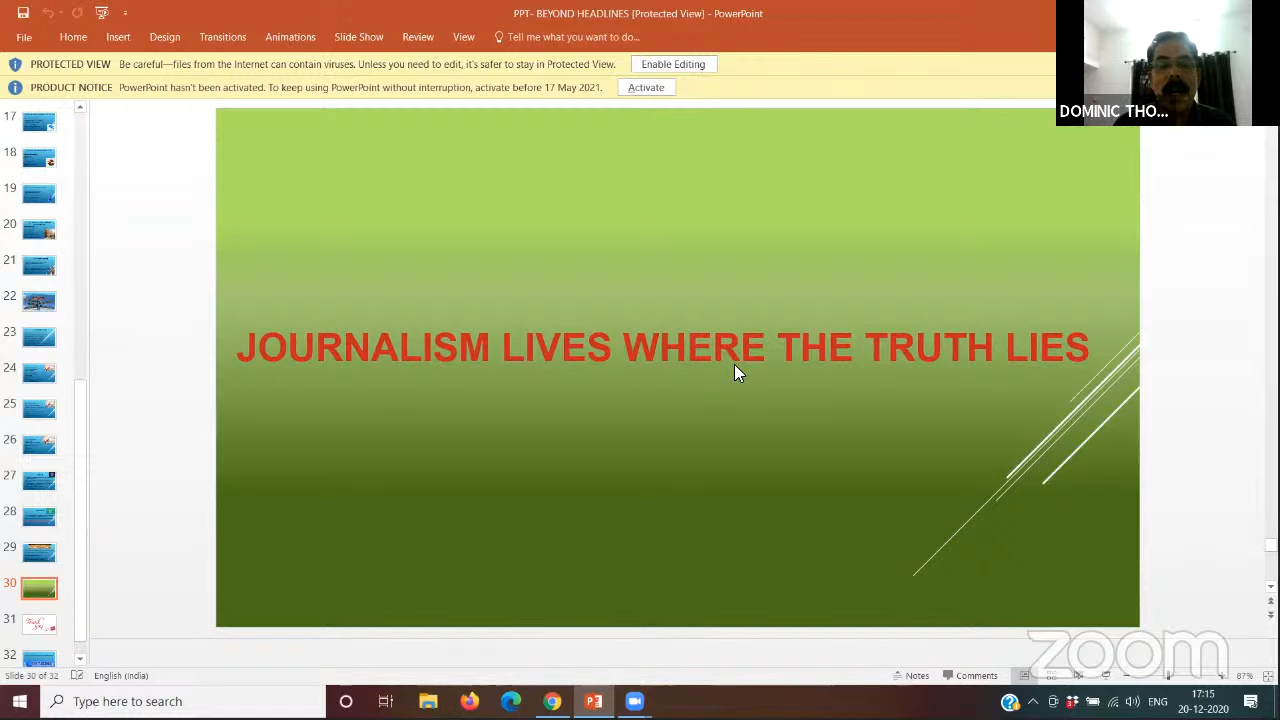 PPT- BEYOND HEADLINES [Protected View] - PowerPoint
File Home Insert Design Transitions Animations Slide Show Review View Tell me what you want to do...
PROTECTED VIEW Be careful—files from the Internet can contain viruses. Unless you need to edit, it's safer to stay in Protected View. Enable Editing
PRODUCT NOTICE PowerPoint hasn't been activated. To keep using PowerPoint without interruption, activate before 17 May 2021. Activate
DOMINIC THO...
17
18
19
20
21
22
23
24
25
26
27
28
29
30
31
32
JOURNALISM LIVES WHERE THE TRUTH LIES
zoom
Slide 30 of 32 English (India) Notes Comments 87%
Type here to search ENG 17:15
20-12-2020